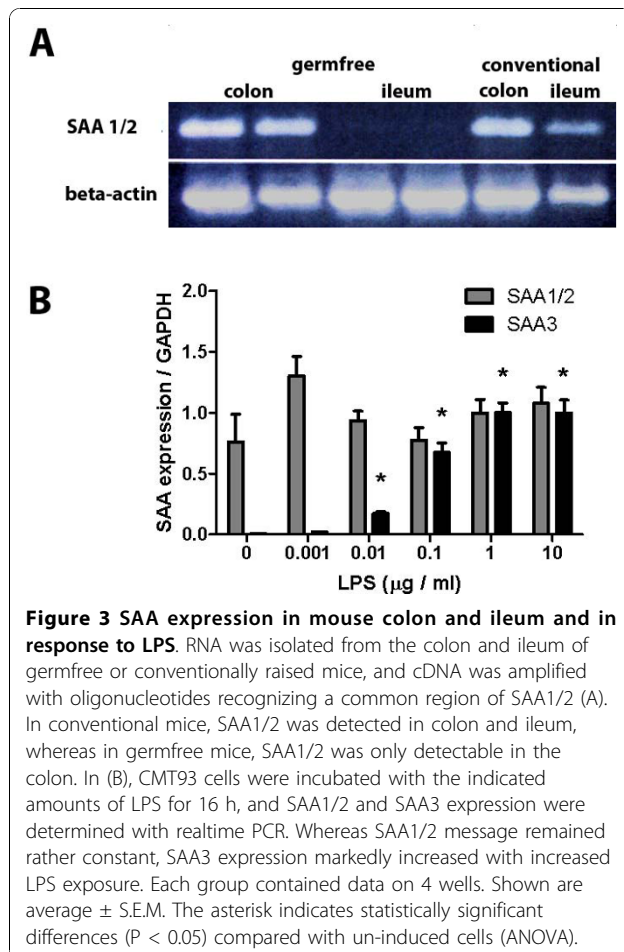 A
germfree conventional
colon ileum colon ileum
SAA 1/2
beta-actin
B
SAA expression / GAPDH
2.0
1.5
1.0
0.5
0.0
SAA1/2
SAA3
* * * *
0 0.001 0.01 0.1 1 10
LPS (μg / ml)
Figure 3 SAA expression in mouse colon and ileum and in
response to LPS. RNA was isolated from the colon and ileum of
germfree or conventionally raised mice, and cDNA was amplified
with oligonucleotides recognizing a common region of SAA1/2 (A).
In conventional mice, SAA1/2 was detected in colon and ileum,
whereas in germfree mice, SAA1/2 was only detectable in the
colon. In (B), CMT93 cells were incubated with the indicated
amounts of LPS for 16 h, and SAA1/2 and SAA3 expression were
determined with realtime PCR. Whereas SAA1/2 message remained
rather constant, SAA3 expression markedly increased with increased
LPS exposure. Each group contained data on 4 wells. Shown are
average ± S.E.M. The asterisk indicates statistically significant
differences (P < 0.05) compared with un-induced cells (ANOVA).